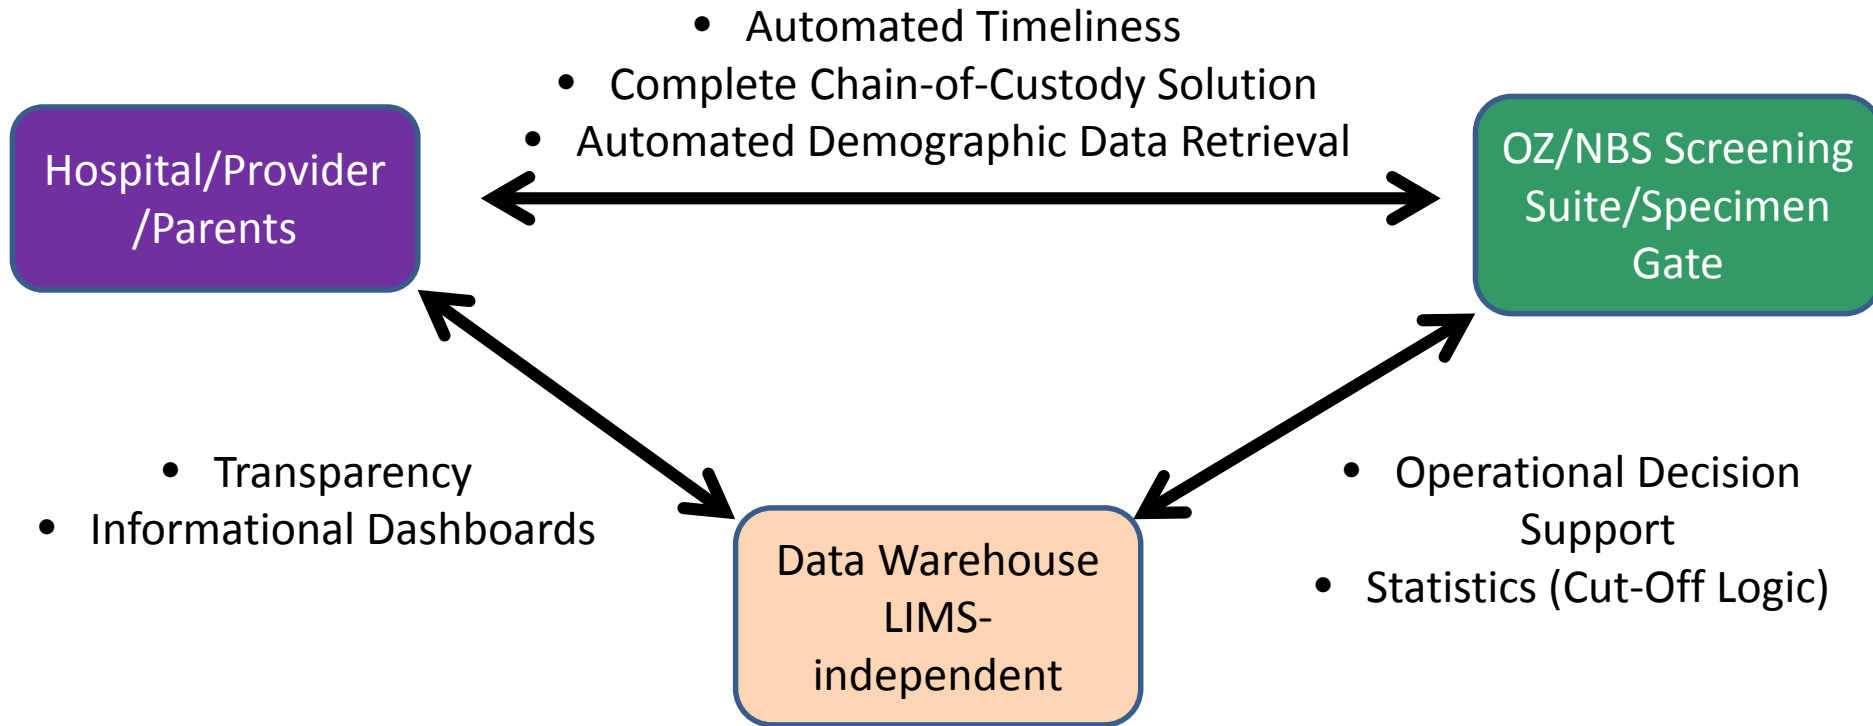 • Automated Timeliness
• Complete Chain-of-Custody Solution
• Automated Demographic Data Retrieval
Hospital/Provider
/Parents
OZ/NBS Screening
Suite/Specimen
Gate
• Transparency
• Informational Dashboards
• Operational Decision
Support
• Statistics (Cut-Off Logic)
Data Warehouse
LIMS-
independent